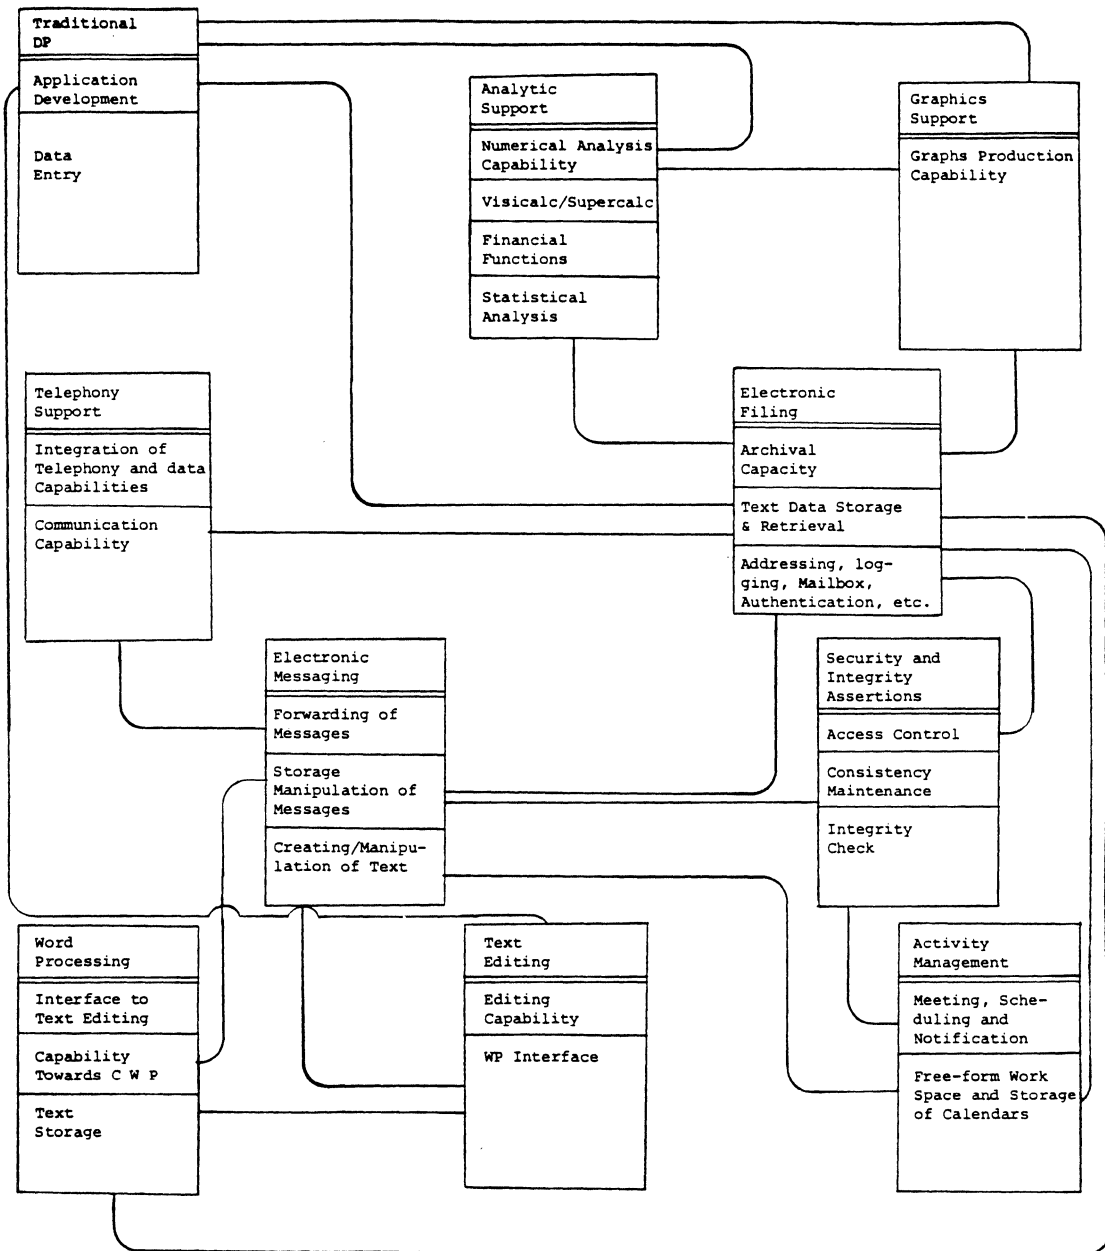 Traditional
DP
Application
Development
Data
Entry
Analytic
Support
Numerical Analysis
Capability
Visicalc/Supercalc
Financial
Functions
Statistical
Analysis
Graphics
Support
Graphs Production
Capability
Telephony
Support
Integration of
Telephony and data
Capabilities
Communication
Capability
Electronic
Filing
Archival
Capacity
Text Data Storage
& Retrieval
Addressing, log-
ging, Mailbox,
Authentication, etc.
Electronic
Messaging
Forwarding of
Messages
Storage
Manipulation of
Messages
Creating/Manipu-
lation of Text
Security and
Integrity
Assertions
Access Control
Consistency
Maintenance
Integrity
Check
Word
Processing
Interface to
Text Editing
Capability
Towards C W P
Text
Storage
Text
Editing
Editing
Capability
WP Interface
Activity
Management
Meeting, Sche-
duling and
Notification
Free-form Work
Space and Storage
of Calendars